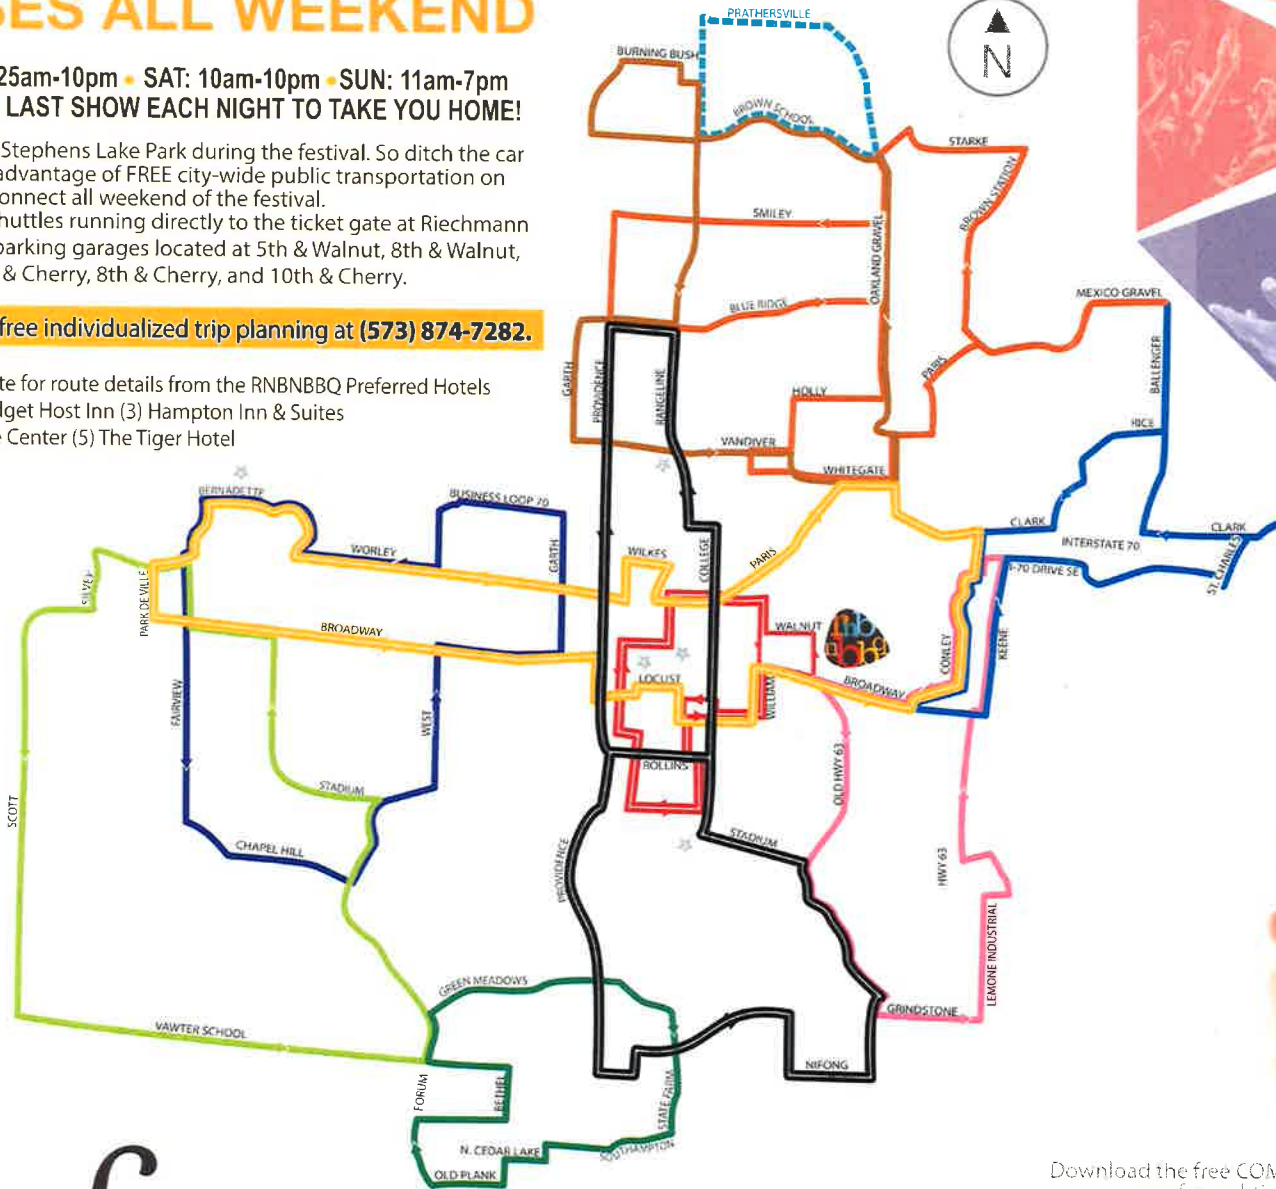 SES ALL WEEKEND
25am-10pm • SAT: 10am-10pm • SUN: 11am-7pm
LAST SHOW EACH NIGHT TO TAKE YOU HOME!
Stephens Lake Park during the festival. So ditch the car
advantage of FREE city-wide public transportation on
onnect all weekend of the festival.
huttles running directly to the ticket gate at Riechmann
parking garages located at 5th & Walnut, 8th & Walnut,
& Cherry, 8th & Cherry, and 10th & Cherry.
free individualized trip planning at (573) 874-7282.
te for route details from the RNBNBBQ Preferred Hotels
dget Host Inn (3) Hampton Inn & Suites
e Center (5) The Tiger Hotel
N
PRATHERSVILLE
BURNING BUSH
BROWN SCHOOL
STARKE
BROWN STATION
SMILEY
OAKLAND GRAVEL
BLUE RIDGE
MEXICO GRAVEL
BALLENGER
GARTH
PROVIDENCE
RANGELINE
PARIS
HOLLY
RICE
VANDIVER
WHITEGATE
BERNADETTE
BUSINESS LOOP 70
CLARK
INTERSTATE 70
CLARK
WORLEY
GARTH
WILKES
COLLEGE
PARIS
I-70 DRIVE SE
ST. CHARLES
SILVEY
PARK DE VILLE
BROADWAY
WALNUT
rnb
n
bbq
CONLEY
KEENE
LOCUST
BROADWAY
WILLIAM
FAIRVIEW
WEST
ROLLINS
OLD HWY 63
STADIUM
SCOTT
CHAPEL HILL
STADIUM
PROVIDENCE
HWY 63
LEMONE INDUSTRIAL
GREEN MEADOWS
GRINDSTONE
VAWTER SCHOOL
NIFONG
FORUM
BETHEL
STATE FARM
N. CEDAR LAKE
SOUTHAMPTON
OLD PLANK
Download the free COM